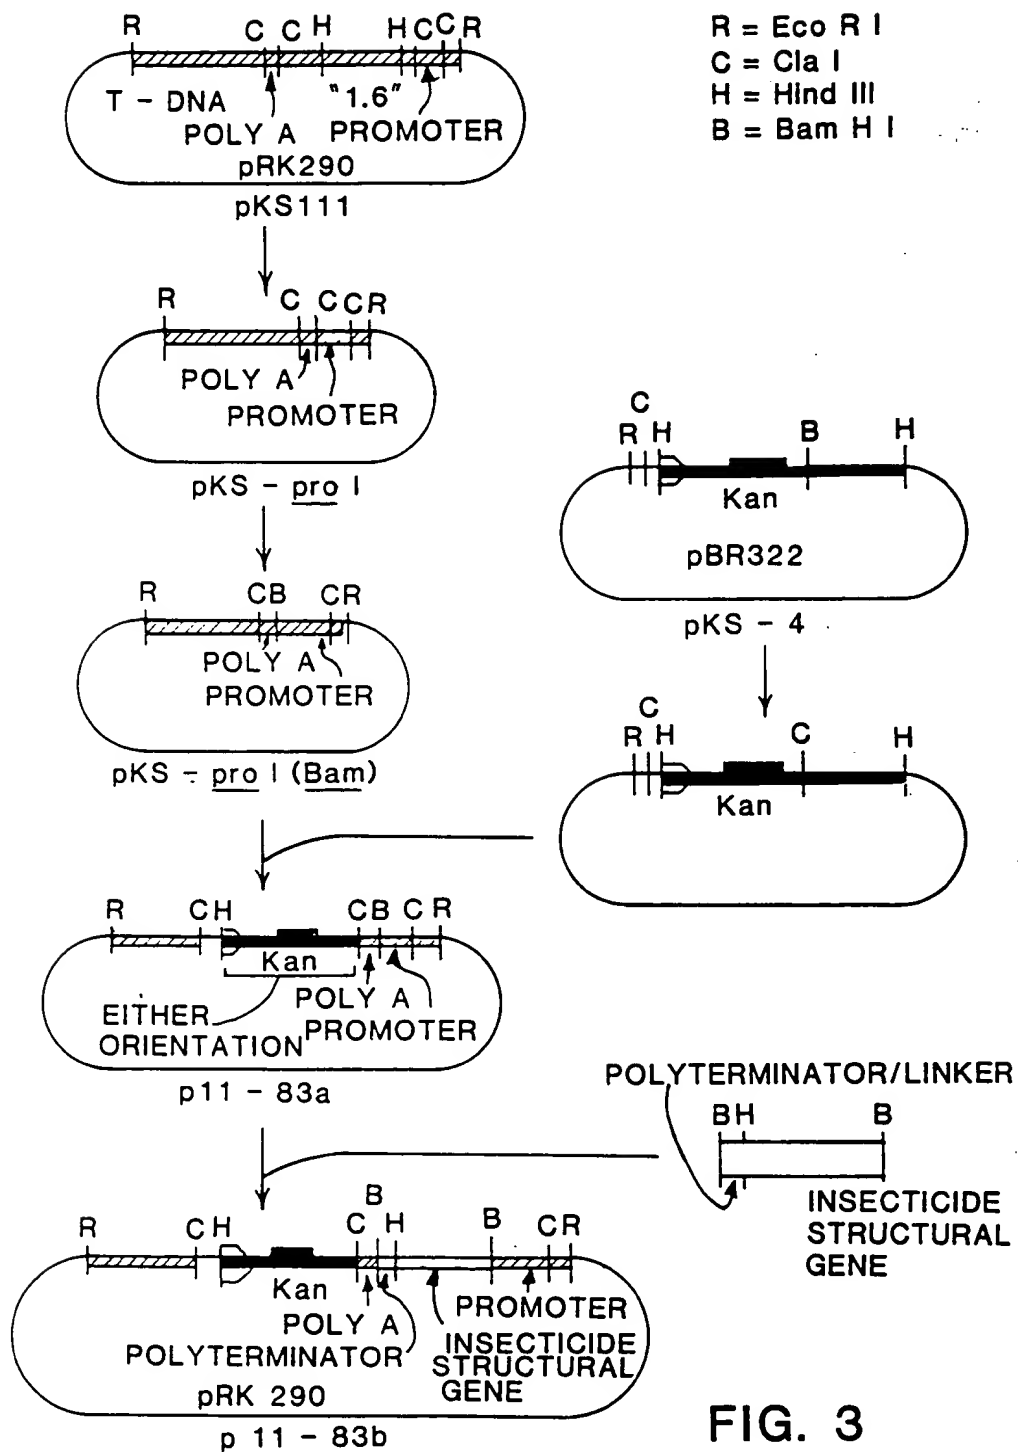 R C C H H C C R
R = Eco R I
C = Cla I
H = Hind III
B = Bam H I
T - DNA "1.6"
POLY A PROMOTER
pRK290
pKS111
R C C C R
POLY A
PROMOTER
pKS - pro I
C
R H B H
Kan
pBR322
pKS - 4
R C B C R
POLY A
PROMOTER
pKS - pro I (Bam)
C
R H C H
Kan
R C H C B C R
Kan
EITHER POLY A
ORIENTATION PROMOTER
p11 - 83a
POLYTERMINATOR/LINKER
B H B
INSECTICIDE
STRUCTURAL
GENE
B
R C H C H B C R
Kan PROMOTER
POLY A
POLYTERMINATOR INSECTICIDE
STRUCTURAL
GENE
pRK 290
p 11 - 83b
FIG. 3